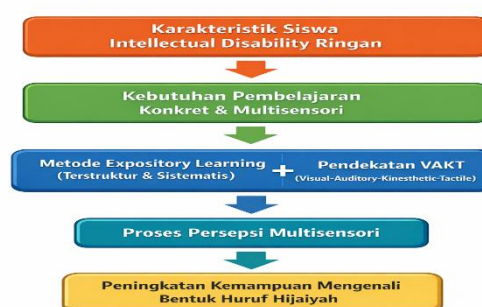 Karakteristik Siswa
Intellectual Disability Ringan
Kebutuhan Pembelajaran
Konkret & Multisensori
Metode Expository Learning
(Terstruktur & Sistematis)
+
Pendekatan VAKT
(Visual-Auditory-Kinesthetic-Tactile)
Proses Persepsi Multisensori
Peningkatan Kemampuan Mengenali
Bentuk Huruf Hijaiyah